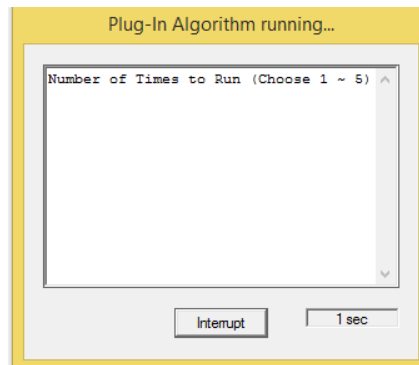 Plug-In Algorithm running...
Number of Times to Run (Choose 1 ~ 5)
Interrupt
1 sec